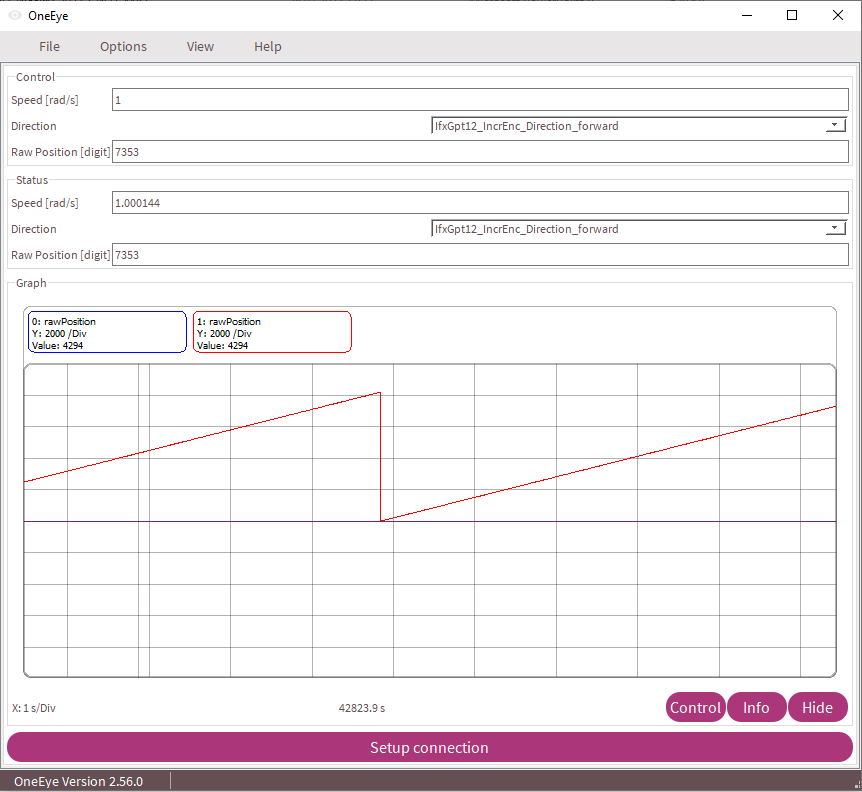 OneEye
File Options View Help
Control
Speed [rad/s] 1
Direction IfxGpt12_IncrEnc_Direction_forward
Raw Position [digit] 7353
Status
Speed [rad/s] 1.000144
Direction IfxGpt12_IncrEnc_Direction_forward
Raw Position [digit] 7353
Graph
0: rawPosition
Y: 2000 /Div
Value: 4294
1: rawPosition
Y: 2000 /Div
Value: 4294
X: 1 s/Div 42823.9 s Control Info Hide
Setup connection
OneEye Version 2.56.0